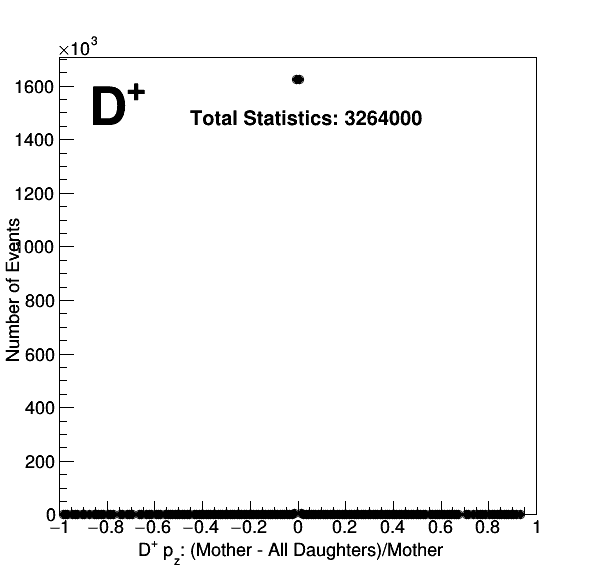 ×10³
D⁺
Total Statistics: 3264000
1600
1400
1200
1000
800
600
400
200
0
Number of Events
−1 −0.8 −0.6 −0.4 −0.2 0 0.2 0.4 0.6 0.8 1
D⁺ p_z: (Mother - All Daughters)/Mother